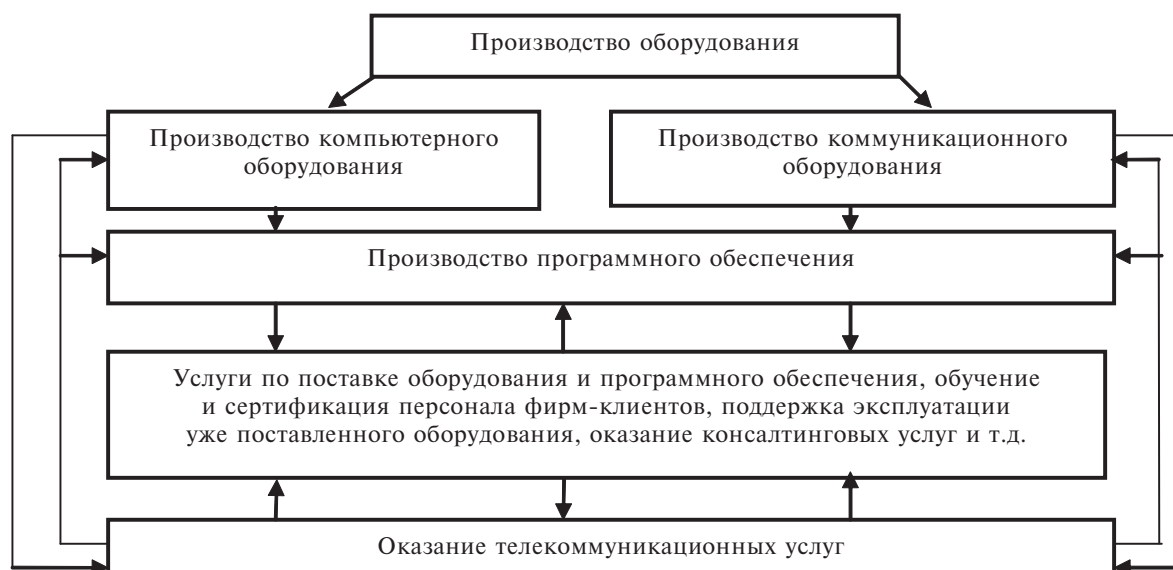 Производство оборудования
Производство компьютерного
оборудования
Производство коммуникационного
оборудования
Производство программного обеспечения
Услуги по поставке оборудования и программного обеспечения, обучение
и сертификация персонала фирм-клиентов, поддержка эксплуатации
уже поставленного оборудования, оказание консалтинговых услуг и т.д.
Оказание телекоммуникационных услуг